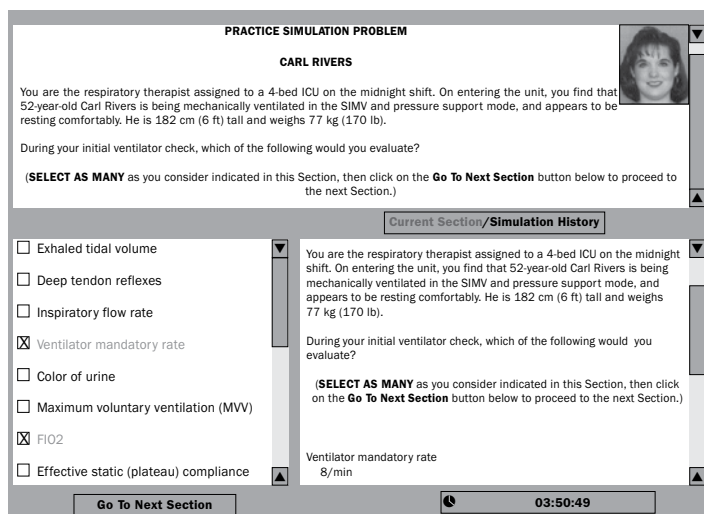 PRACTICE SIMULATION PROBLEM
CARL RIVERS
You are the respiratory therapist assigned to a 4-bed ICU on the midnight shift. On entering the unit, you find that
52-year-old Carl Rivers is being mechanically ventilated in the SIMV and pressure support mode, and appears to be
resting comfortably. He is 182 cm (6 ft) tall and weighs 77 kg (170 lb).
During your initial ventilator check, which of the following would you evaluate?
(SELECT AS MANY as you consider indicated in this Section, then click on the Go To Next Section button below to proceed to
the next Section.)
Current Section/Simulation History
Exhaled tidal volume
Deep tendon reflexes
Inspiratory flow rate
X Ventilator mandatory rate
Color of urine
Maximum voluntary ventilation (MVV)
X FIO2
Effective static (plateau) compliance
You are the respiratory therapist assigned to a 4-bed ICU on the midnight
shift. On entering the unit, you find that 52-year-old Carl Rivers is being
mechanically ventilated in the SIMV and pressure support mode, and
appears to be resting comfortably. He is 182 cm (6 ft) tall and weighs
77 kg (170 lb).
During your initial ventilator check, which of the following would you
evaluate?
(SELECT AS MANY as you consider indicated in this Section, then click
on the Go To Next Section button below to proceed to the next Section.)
Ventilator mandatory rate
8/min
Go To Next Section
03:50:49